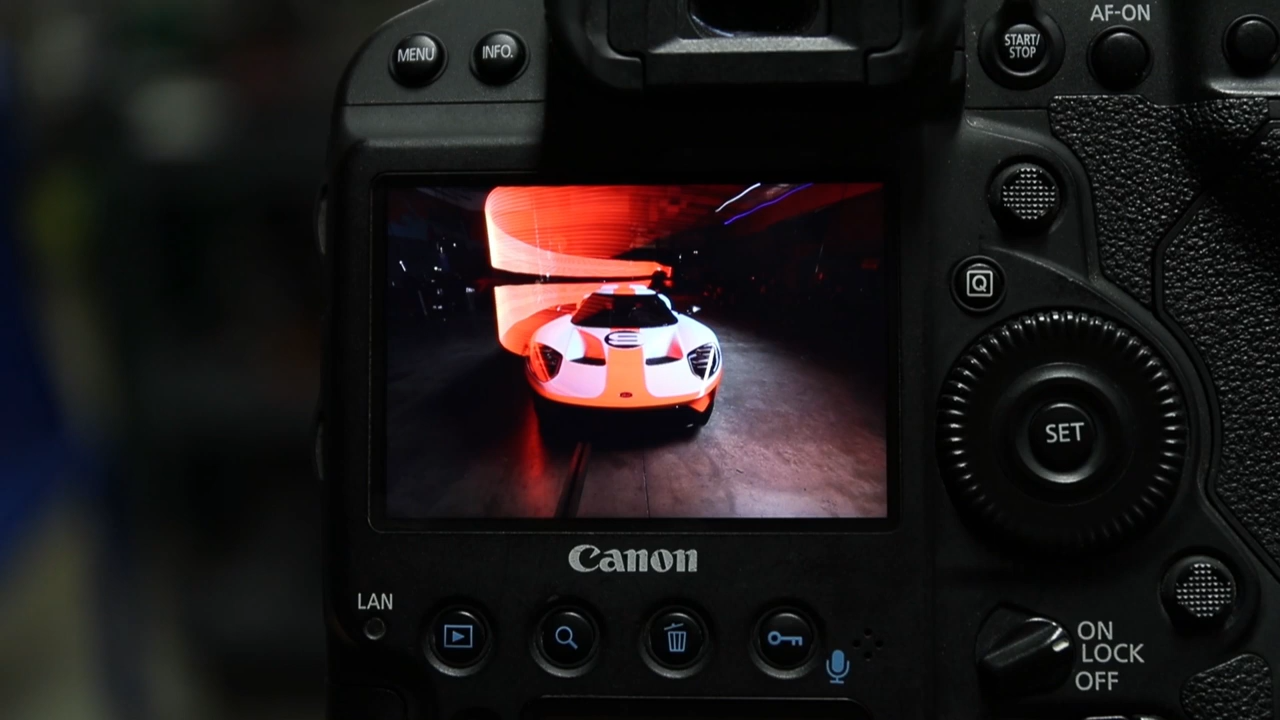 MENU
INFO.
START/
STOP
AF-ON
Q
SET
Canon
LAN
ON
LOCK
OFF